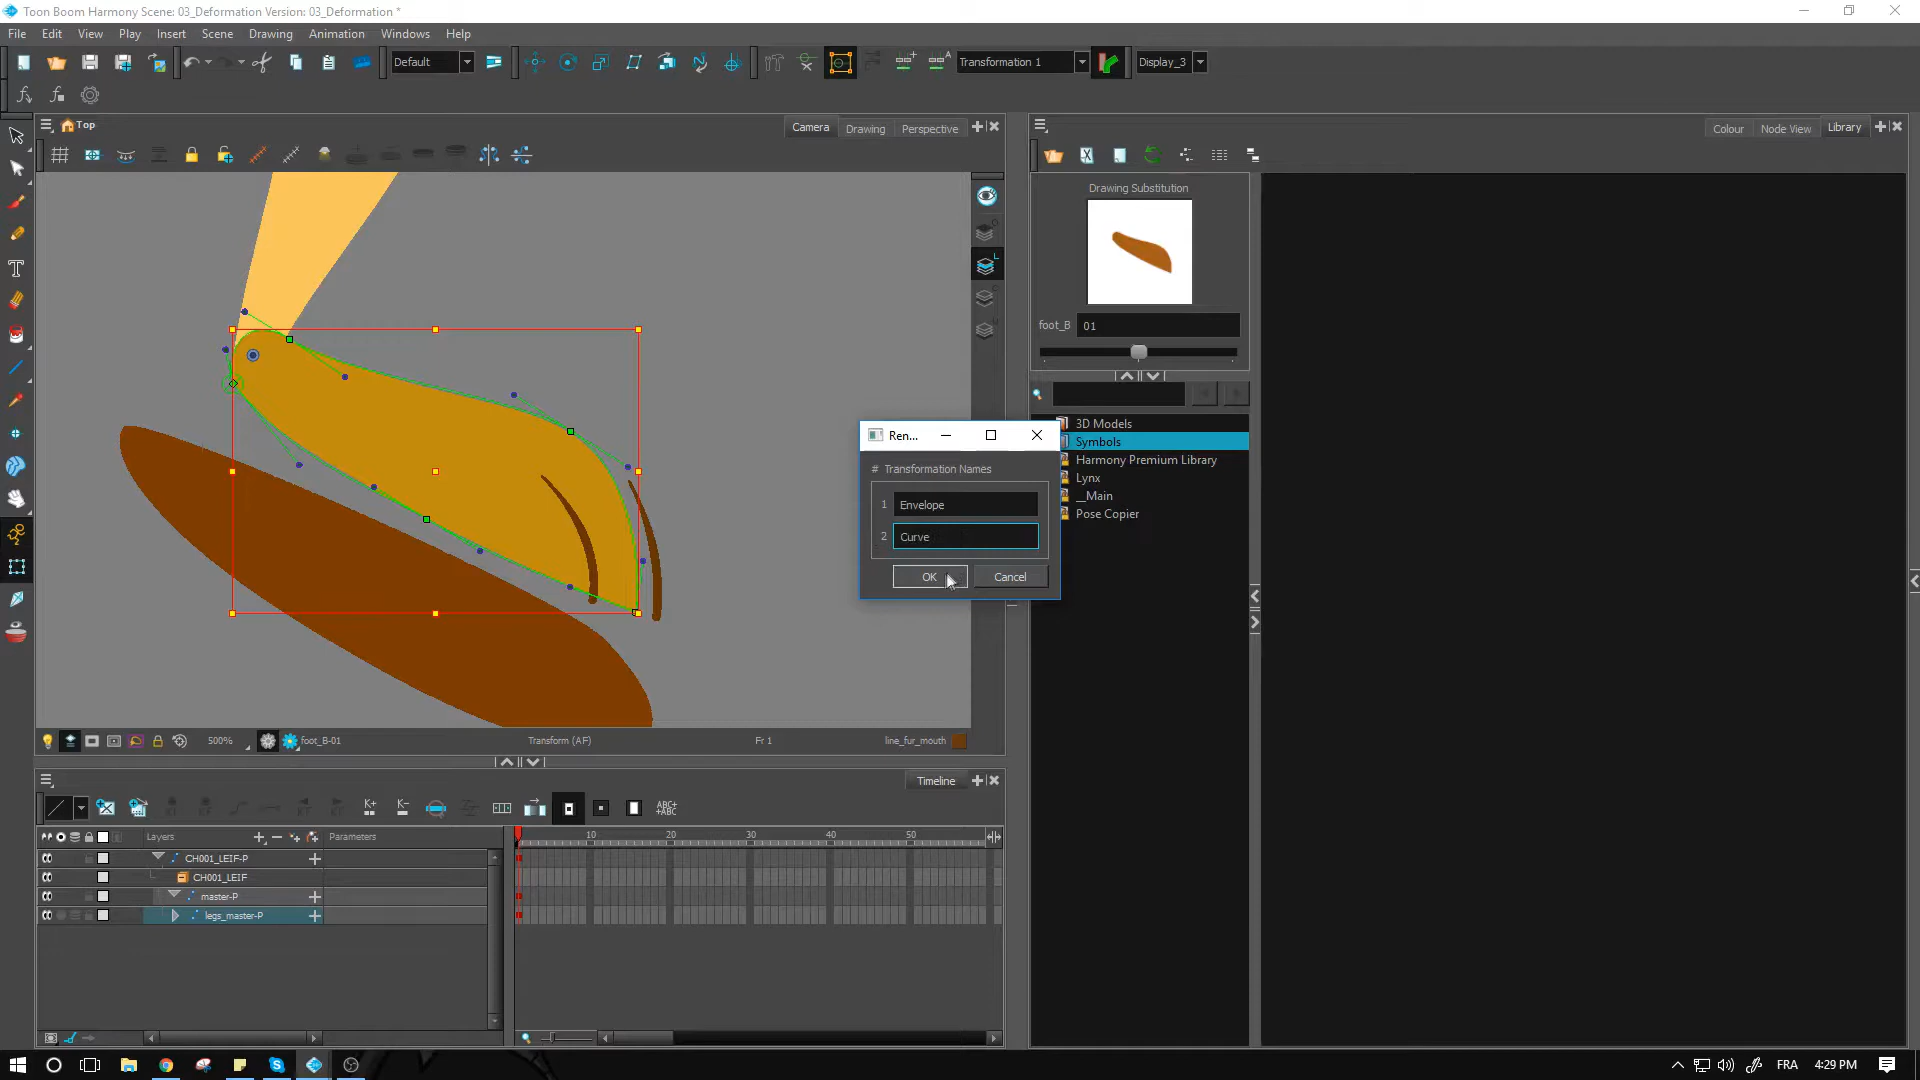 Toon Boom Harmony Scene: 03_Deformation Version: 03_Deformation *
File Edit View Play Insert Scene Drawing Animation Windows Help
Default Transformation 1 Display_3
Top Camera Drawing Perspective
Colour Node View Library
Drawing Substitution
foot_B 01
3D Models
Symbols
Harmony Premium Library
Lynx
__Main
Pose Copier
Ren...
# Transformation Names
1 Envelope
2 Curve
OK Cancel
500% foot_B-01 Transform (AF) Fr 1 line_fur_mouth
Timeline
K+ K- ABC+ +ABC
Layers Parameters 10 20 30 40 50
CH001_LEIF-P
CH001_LEIF
master-P
legs_master-P
FRA 4:29 PM